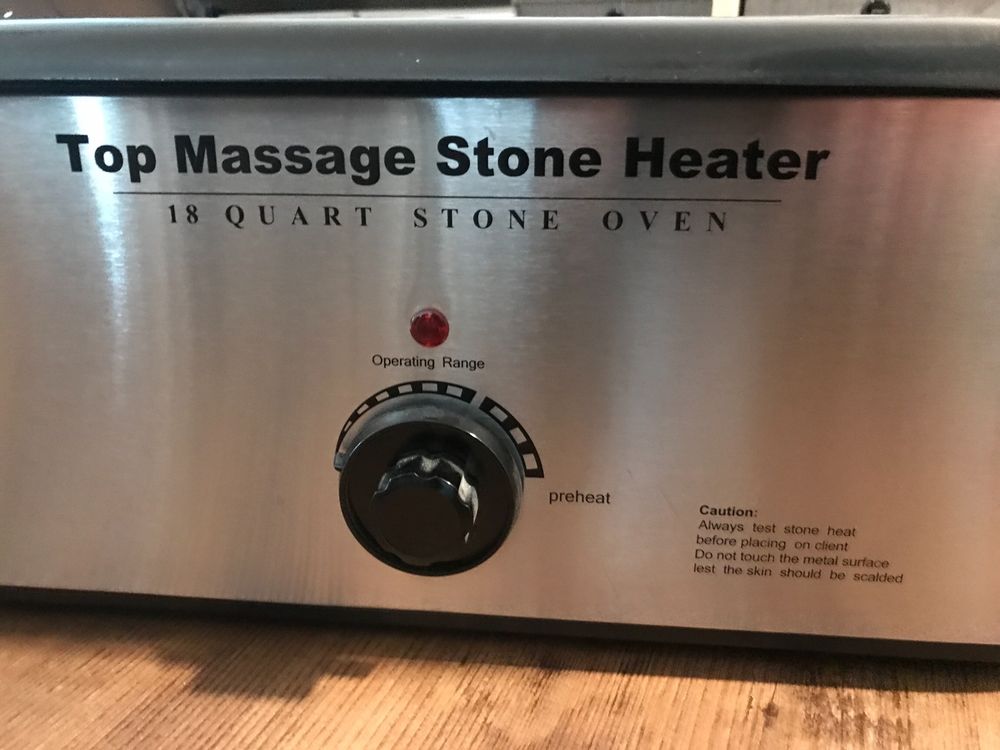 Top Massage Stone Heater
18 QUART STONE OVEN
Operating Range
preheat
Caution:
Always test stone heat
before placing on client
Do not touch the metal surface
lest the skin should be scalded